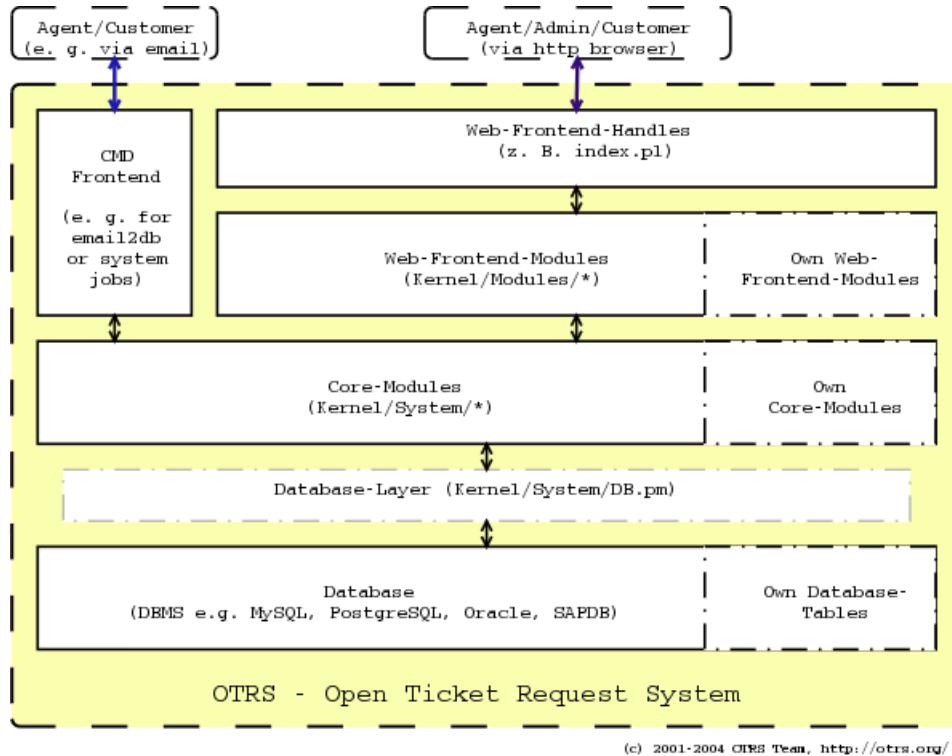 Agent/Customer
(e. g. via email)
Agent/Admin/Customer
(via http browser)
CMD
Frontend
(e. g. for
email2db
or system
jobs)
Web-Frontend-Handles
(z. B. index.pl)
Web-Frontend-Modules
(Kernel/Modules/*)
Own Web-
Frontend-Modules
Core-Modules
(Kernel/System/*)
Own
Core-Modules
Database-Layer (Kernel/System/DB.pm)
Database
(DBMS e.g. MySQL, PostgreSQL, Oracle, SAPDB)
Own Database-
Tables
OTRS - Open Ticket Request System
(c) 2001-2004 OTRS Team, http://otrs.org/